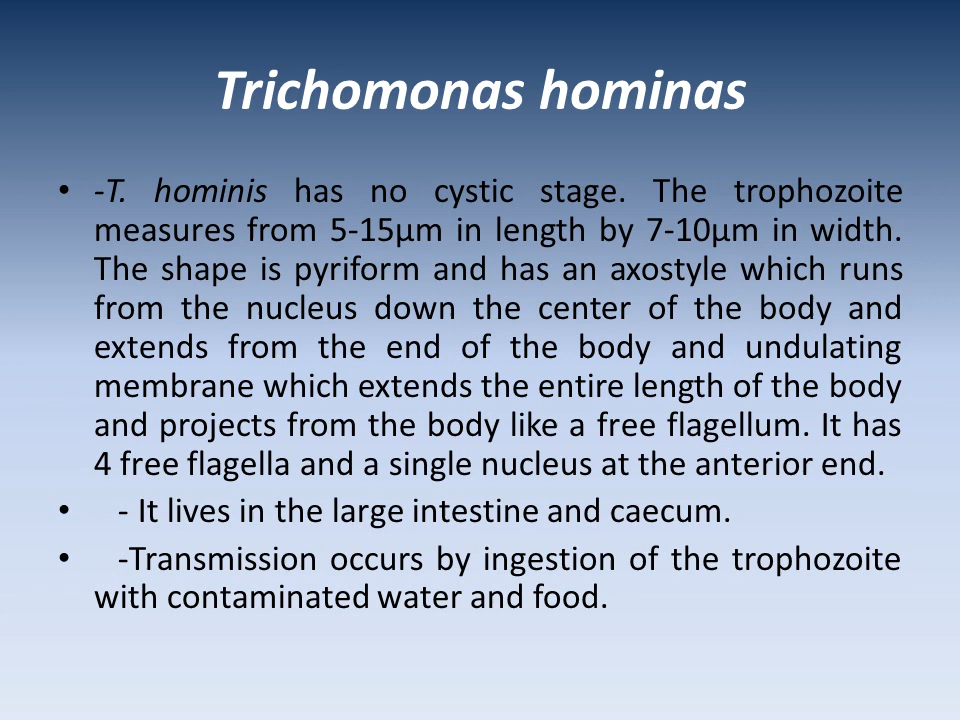 Trichomonas hominas
• -T. hominis has no cystic stage. The trophozoite
measures from 5-15µm in length by 7-10µm in width.
The shape is pyriform and has an axostyle which runs
from the nucleus down the center of the body and
extends from the end of the body and undulating
membrane which extends the entire length of the body
and projects from the body like a free flagellum. It has
4 free flagella and a single nucleus at the anterior end.
• - It lives in the large intestine and caecum.
• -Transmission occurs by ingestion of the trophozoite
with contaminated water and food.